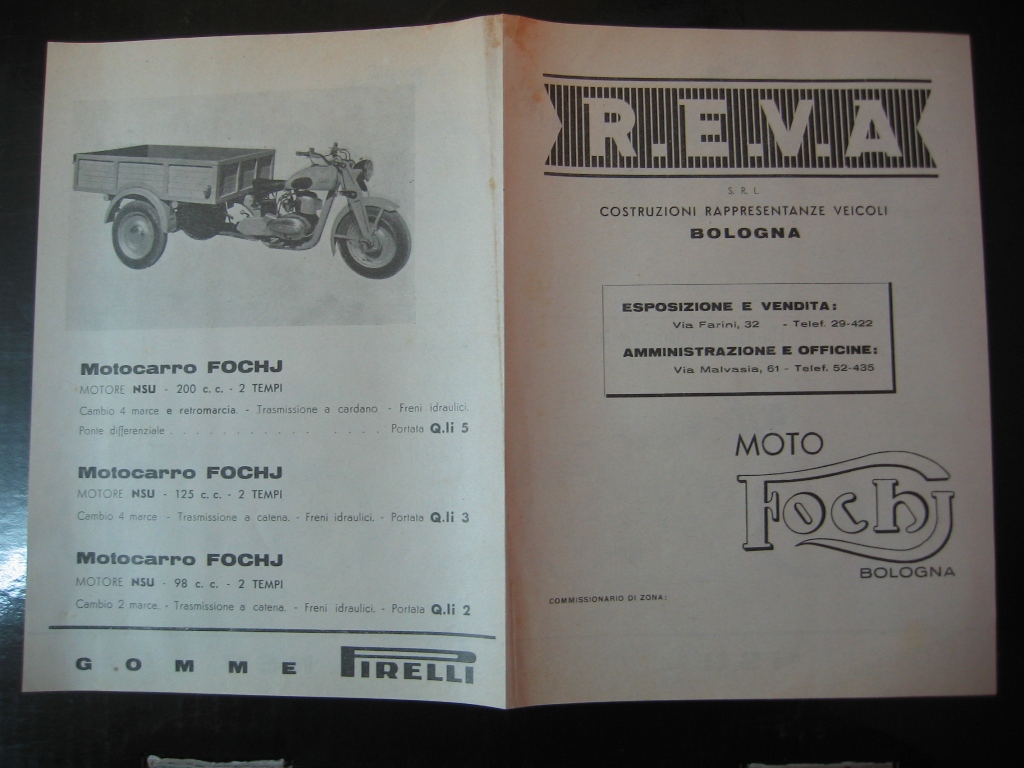 Motocarro FOCHJ
MOTORE NSU - 200 c. c. - 2 TEMPI
Cambio 4 marce e retromarcia. - Trasmissione a cardano - Freni idraulici.
Ponte differenziale . . . . . . . . . . . . . . . Portata Q.li 5
Motocarro FOCHJ
MOTORE NSU - 125 c. c. - 2 TEMPI
Cambio 4 marce - Trasmissione a catena. - Freni idraulici. - Portata Q.li 3
Motocarro FOCHJ
MOTORE NSU - 98 c. c. - 2 TEMPI
Cambio 2 marce. - Trasmissione a catena. - Freni idraulici. - Portata Q.li 2
GOMME PIRELLI
R.E.V.A
S. R. L.
COSTRUZIONI RAPPRESENTANZE VEICOLI
BOLOGNA
ESPOSIZIONE E VENDITA:
Via Farini, 32 - Telef. 29-422
AMMINISTRAZIONE E OFFICINE:
Via Malvasia, 61 - Telef. 52-435
MOTO
Fochj
BOLOGNA
COMMISSIONARIO DI ZONA: